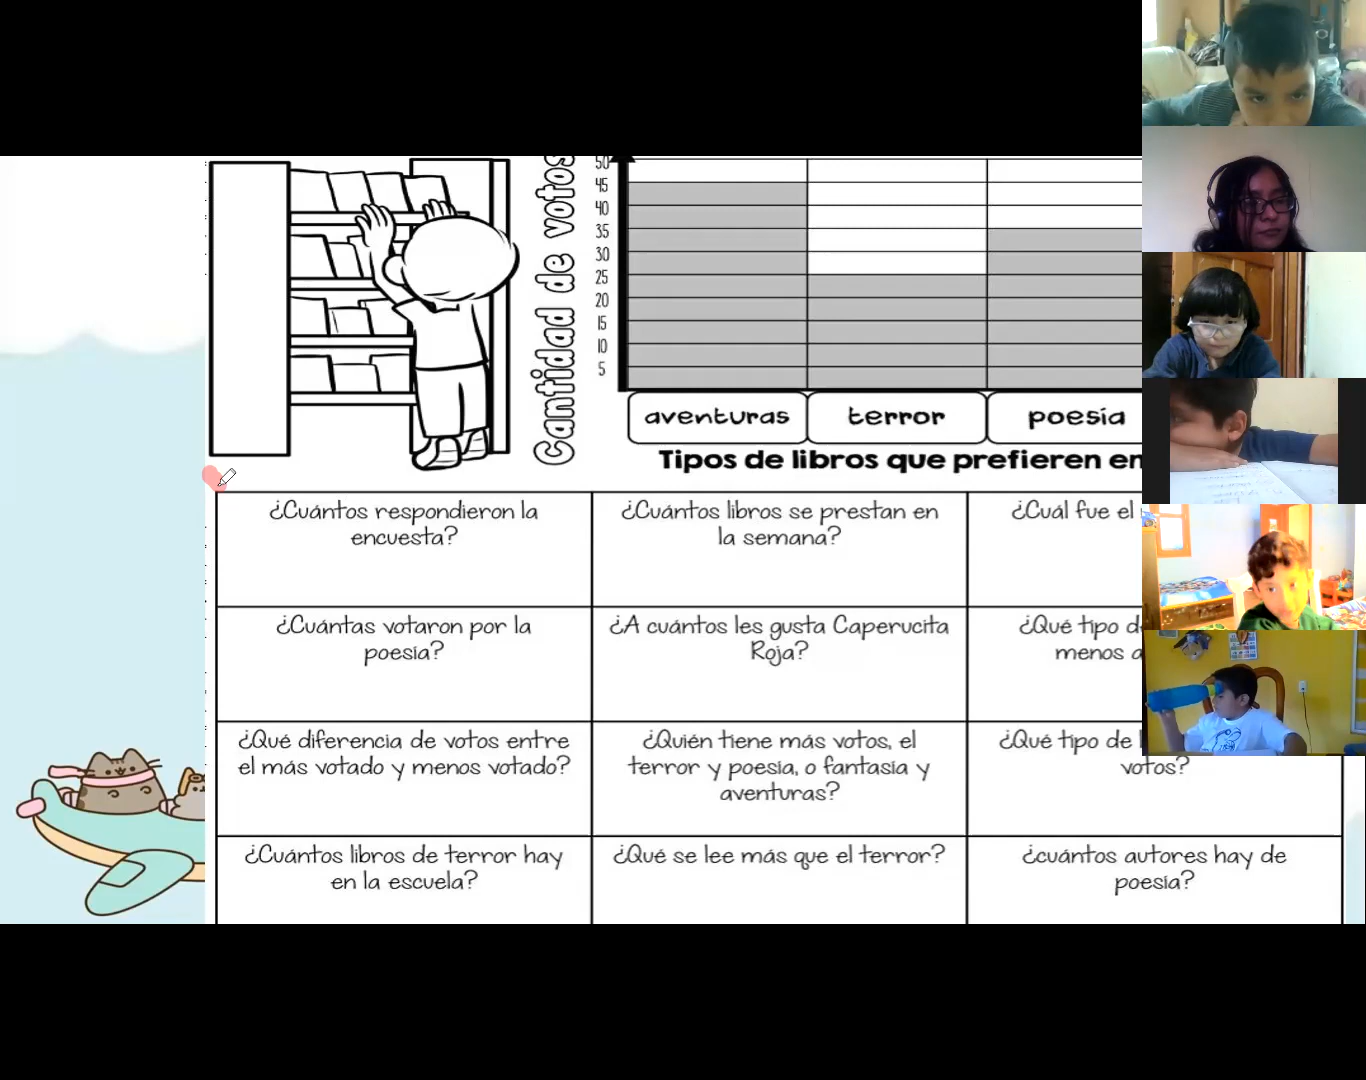 Cantidad de votos
50
45
40
35
30
25
20
15
10
5
aventuras
terror
poesía
Tipos de libros que prefieren en
¿Cuántos respondieron la
encuesta?
¿Cuántos libros se prestan en
la semana?
¿Cuál fue el
¿Cuántas votaron por la
poesía?
¿A cuántos les gusta Caperucita
Roja?
¿Qué tipo d
menos a
¿Qué diferencia de votos entre
el más votado y menos votado?
¿Quién tiene más votos, el
terror y poesía, o fantasía y
aventuras?
¿Qué tipo de l
votos?
¿Cuántos libros de terror hay
en la escuela?
¿Qué se lee más que el terror?
¿cuántos autores hay de
poesía?